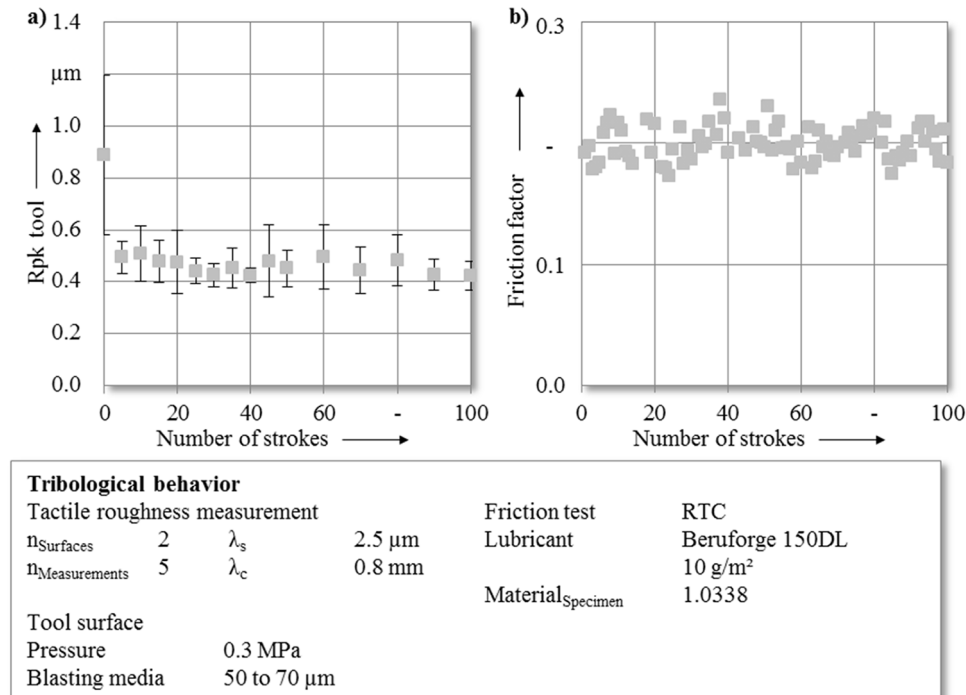 a)
1.4
µm
1.0
0.8
0.6
0.4
0.2
0.0
Rpk tool
0 20 40 60 - 100
Number of strokes
b)
0.3
-
0.1
0.0
Friction factor
0 20 40 60 - 100
Number of strokes
Tribological behavior
Tactile roughness measurement
nSurfaces 2 λs 2.5 µm
nMeasurements 5 λc 0.8 mm
Tool surface
Pressure 0.3 MPa
Blasting media 50 to 70 µm
Friction test RTC
Lubricant Beruforge 150DL
10 g/m²
MaterialSpecimen 1.0338